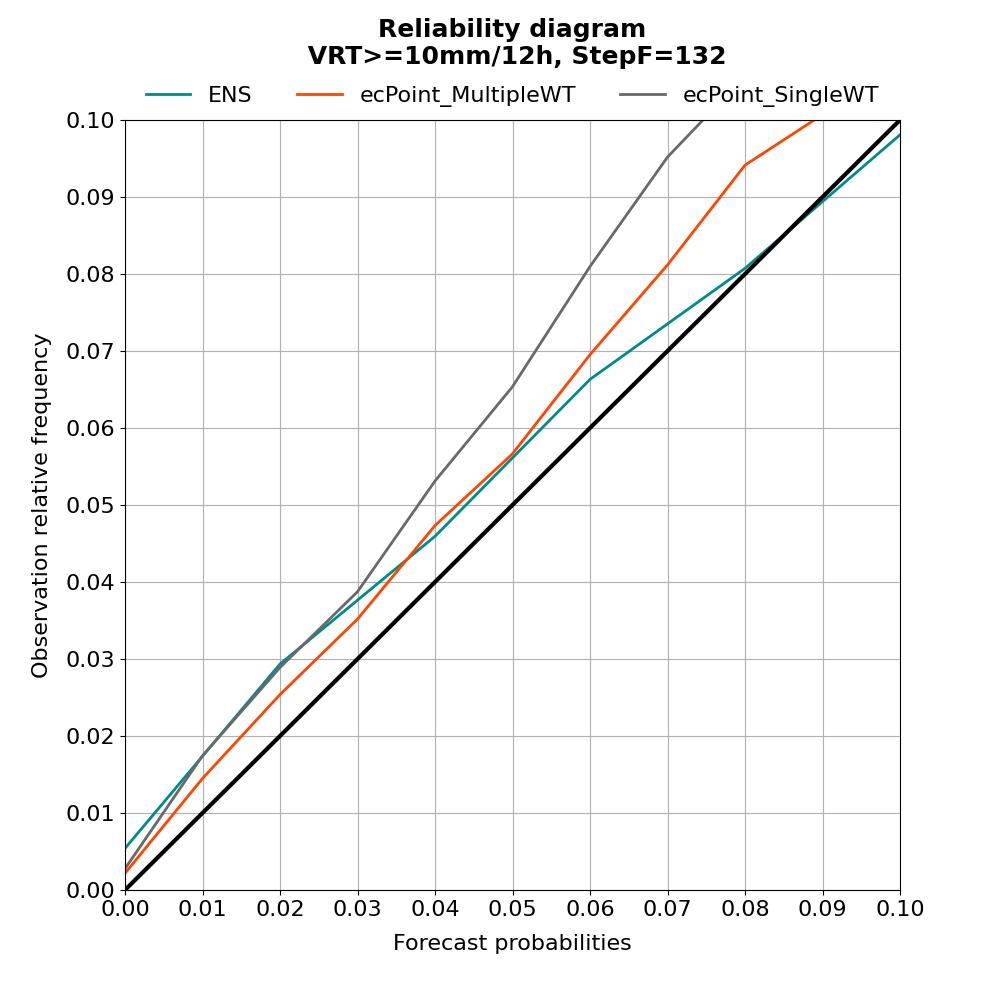 Reliability diagram
VRT>=10mm/12h, StepF=132
ENS ecPoint_MultipleWT ecPoint_SingleWT
0.10
0.09
0.08
0.07
0.06
0.05
0.04
0.03
0.02
0.01
0.00
Observation relative frequency
0.00 0.01 0.02 0.03 0.04 0.05 0.06 0.07 0.08 0.09 0.10
Forecast probabilities